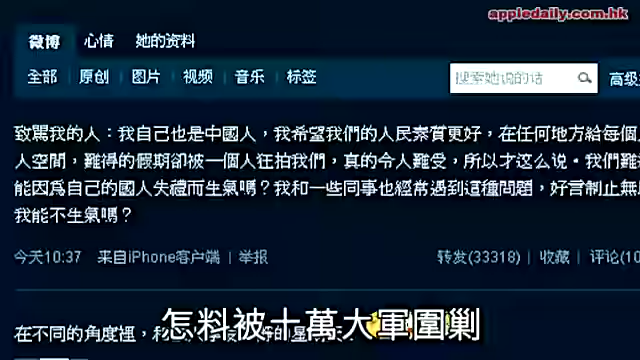 appledaily.com.hk
微博 心情 她的资料
全部 原创 图片 视频 音乐 标签 搜索她说的话 高级
致罵我的人：我自己也是中國人，我希望我們的人民素質更好，在任何地方給每個
人空間，難得的假期卻被一個人狂拍我們，真的令人難受，所以才這么说。我們難
能因爲自己的國人失禮而生氣嗎？我和一些同事也經常遇到這種問題，好言制止無
我能不生氣嗎？
今天10:37 来自iPhone客户端 | 举报 转发(33318) | 收藏 | 评论(10
在不同的角度裡，和
怎料被十萬大軍圍剿